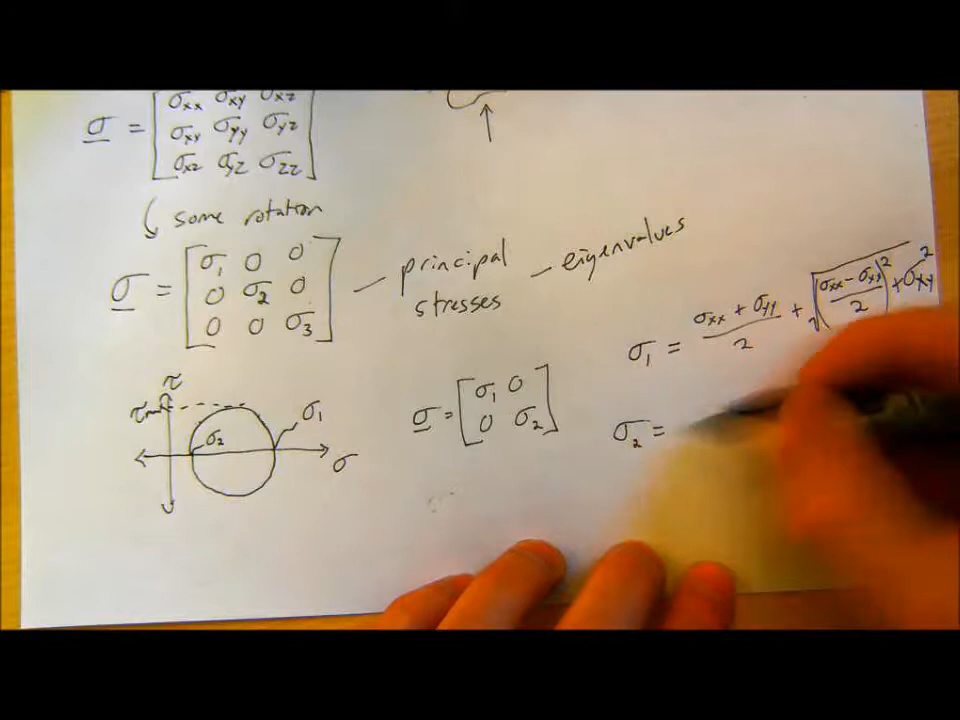 σ = [σxx σxy σxz
σxy σyy σyz
σxz σyz σzz]
some rotation
σ = [σ1 0 0
0 σ2 0
0 0 σ3]
— principal stresses — eigenvalues
τ
τmax
σ2
σ1
σ
σ = [σ1 0
0 σ2]
σ1 = (σxx + σyy)/2 + √((σxx - σxy)/2)² + σxy²
σ2 =